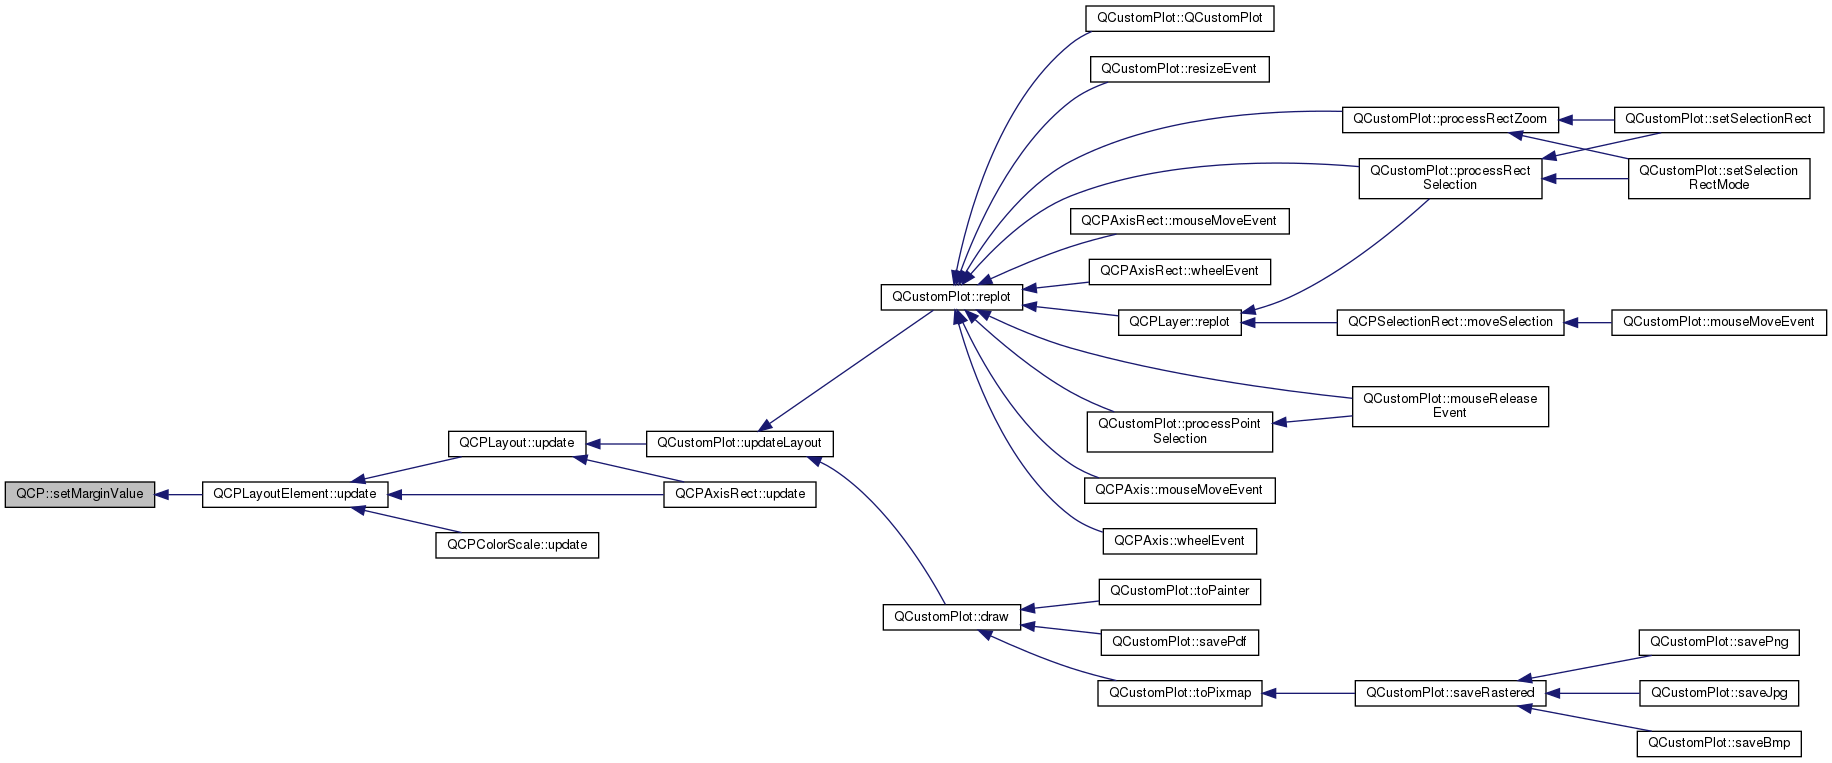 QCustomPlot::QCustomPlot
QCustomPlot::resizeEvent
QCustomPlot::processRectZoom
QCustomPlot::setSelectionRect
QCustomPlot::processRect
Selection
QCustomPlot::setSelection
RectMode
QCPAxisRect::mouseMoveEvent
QCPAxisRect::wheelEvent
QCustomPlot::replot
QCPLayer::replot
QCPSelectionRect::moveSelection
QCustomPlot::mouseMoveEvent
QCustomPlot::mouseRelease
Event
QCustomPlot::processPoint
Selection
QCPLayout::update
QCustomPlot::updateLayout
QCP::setMarginValue
QCPLayoutElement::update
QCPAxisRect::update
QCPAxis::mouseMoveEvent
QCPColorScale::update
QCPAxis::wheelEvent
QCustomPlot::toPainter
QCustomPlot::draw
QCustomPlot::savePdf
QCustomPlot::savePng
QCustomPlot::toPixmap
QCustomPlot::saveRastered
QCustomPlot::saveJpg
QCustomPlot::saveBmp